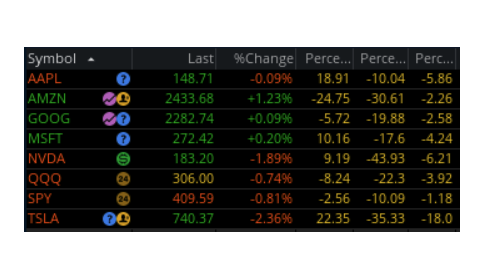 Symbol Last %Change Perce... Perce... Perc...
AAPL ? 148.71 -0.09% 18.91 -10.04 -5.86
AMZN 2433.68 +1.23% -24.75 -30.61 -2.26
GOOG ? 2282.74 +0.09% -5.72 -19.88 -2.58
MSFT ? 272.42 +0.20% 10.16 -17.6 -4.24
NVDA S 183.20 -1.89% 9.19 -43.93 -6.21
QQQ 24 306.00 -0.74% -8.24 -22.3 -3.92
SPY 24 409.59 -0.81% -2.56 -10.09 -1.18
TSLA ? 740.37 -2.36% 22.35 -35.33 -18.0